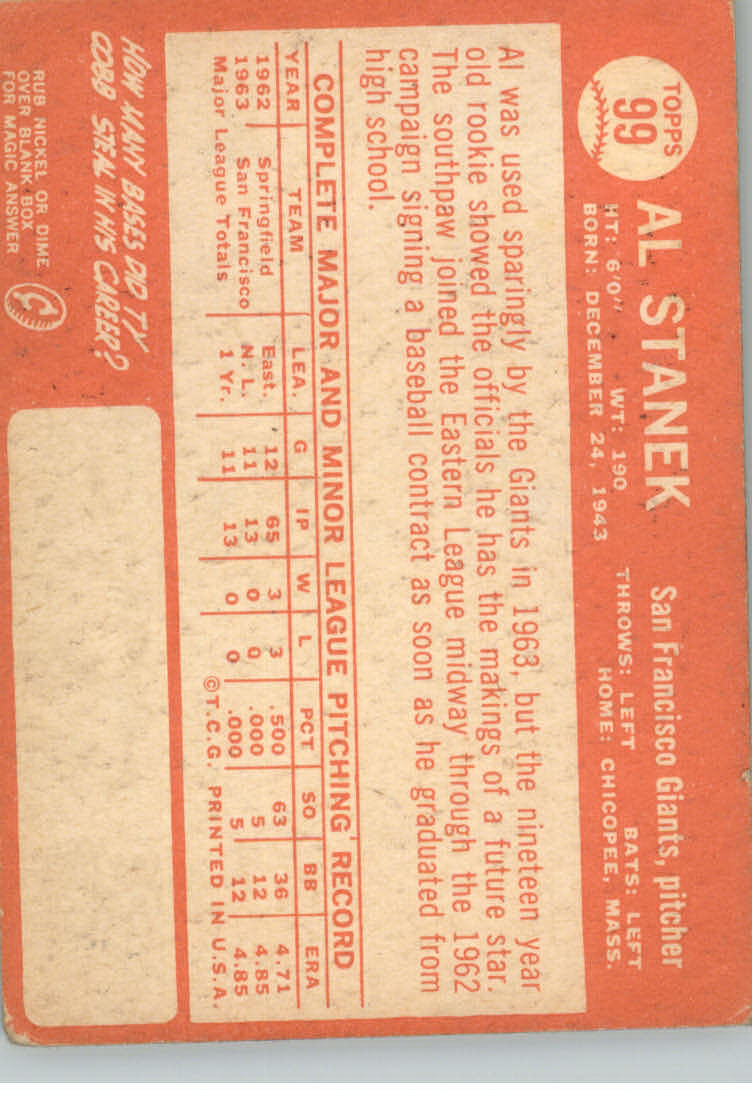 TOPPS
99
AL STANEK
San Francisco Giants, pitcher
HT: 6'0" WT: 190 THROWS: LEFT BATS: LEFT
BORN: DECEMBER 24, 1943 HOME: CHICOPEE, MASS.
Al was used sparingly by the Giants in 1963, but the nineteen year
old rookie showed the officials he has the makings of a future star.
The southpaw joined the Eastern League midway through the 1962
campaign signing a baseball contract as soon as he graduated from
high school.
COMPLETE MAJOR AND MINOR LEAGUE PITCHING RECORD
YEAR TEAM LEA. G IP W L PCT SO BB ERA
1962 Springfield East. 12 65 3 3 .500 63 36 4.71
1963 San Francisco N L. 11 13 0 0 .000 5 12 4.85
Major League Totals 1 Yr. 11 13 0 0 .000 5 12 4.85
©T.C.G. PRINTED IN U.S.A.
HOW MANY BASES DID TY
COBB STEAL IN HIS CAREER?
RUB NICKEL OR DIME
OVER BLANK BOX
FOR MAGIC ANSWER